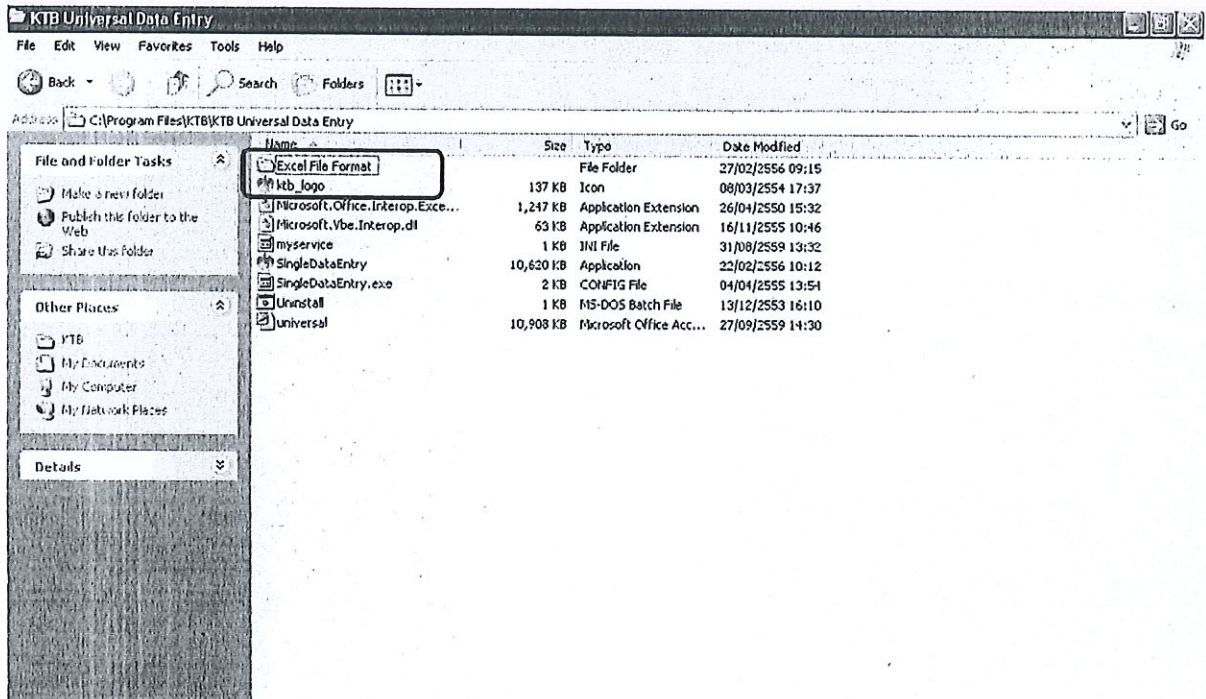 KTB Universal Data Entry
File Edit View Favorites Tools Help
Back Search Folders
Address C:\Program Files\KTB\KTB Universal Data Entry Go
File and Folder Tasks
Make a new folder
Publish this folder to the Web
Share this folder
Other Places
KTB
My Documents
My Computer
My Network Places
Details
Name Size Type Date Modified
Excel File Format File Folder 27/02/2556 09:15
ktb_logo 137 KB Icon 08/03/2554 17:37
Microsoft.Office.Interop.Exce... 1,247 KB Application Extension 26/04/2550 15:32
Microsoft.Vbe.Interop.dll 63 KB Application Extension 16/11/2555 10:46
myservice 1 KB INI File 31/08/2559 13:32
SingleDataEntry 10,620 KB Application 22/02/2556 10:12
SingleDataEntry.exe 2 KB CONFIG File 04/04/2555 13:54
Uninstall 1 KB MS-DOS Batch File 13/12/2553 16:10
universal 10,908 KB Microsoft Office Acc... 27/09/2559 14:30